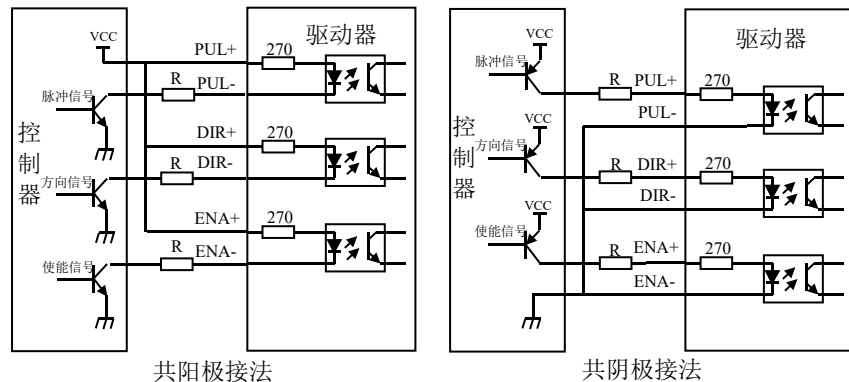 驱动器
VCC
PUL+
270
脉冲信号
R
PUL-
控制器
DIR+
270
方向信号
R
DIR-
ENA+
270
使能信号
R
ENA-
共阳极接法
驱动器
VCC
脉冲信号
R
PUL+
270
PUL-
控制器
VCC
方向信号
R
DIR+
270
DIR-
VCC
使能信号
R
ENA+
270
ENA-
共阴极接法